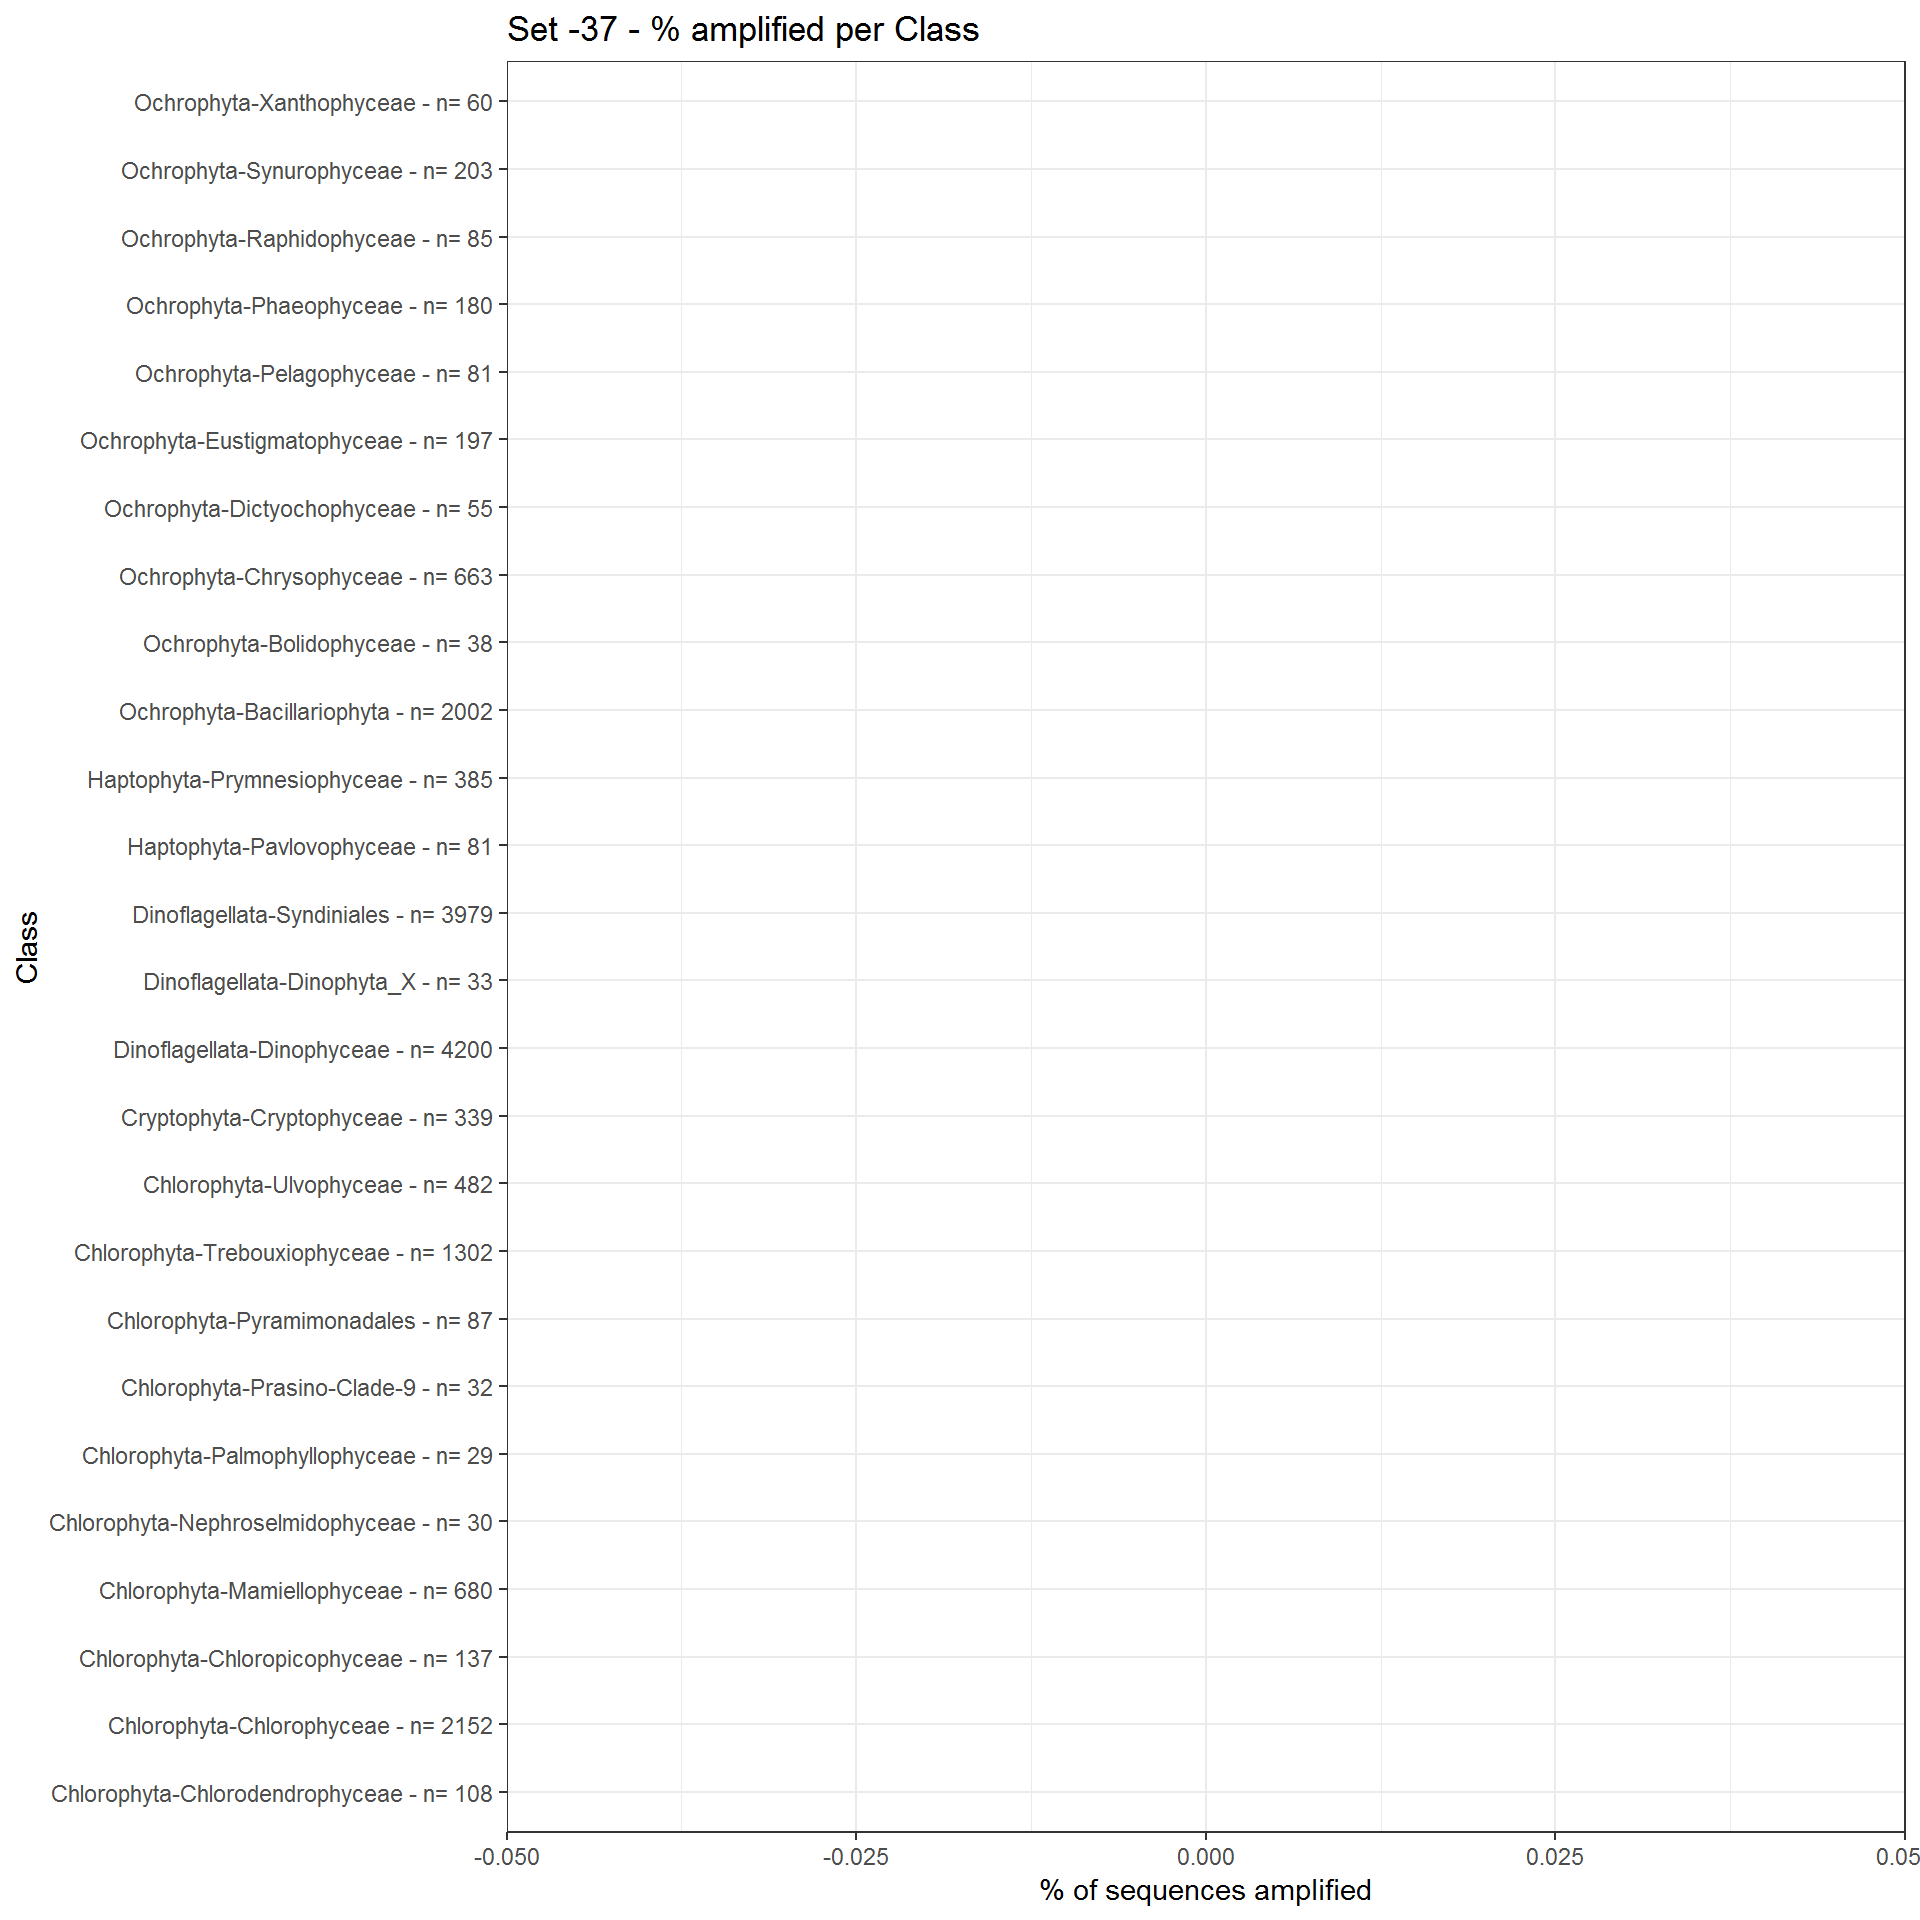 Set -37 - % amplified per Class
Class
Ochrophyta-Xanthophyceae - n= 60
Ochrophyta-Synurophyceae - n= 203
Ochrophyta-Raphidophyceae - n= 85
Ochrophyta-Phaeophyceae - n= 180
Ochrophyta-Pelagophyceae - n= 81
Ochrophyta-Eustigmatophyceae - n= 197
Ochrophyta-Dictyochophyceae - n= 55
Ochrophyta-Chrysophyceae - n= 663
Ochrophyta-Bolidophyceae - n= 38
Ochrophyta-Bacillariophyta - n= 2002
Haptophyta-Prymnesiophyceae - n= 385
Haptophyta-Pavlovophyceae - n= 81
Dinoflagellata-Syndiniales - n= 3979
Dinoflagellata-Dinophyta_X - n= 33
Dinoflagellata-Dinophyceae - n= 4200
Cryptophyta-Cryptophyceae - n= 339
Chlorophyta-Ulvophyceae - n= 482
Chlorophyta-Trebouxiophyceae - n= 1302
Chlorophyta-Pyramimonadales - n= 87
Chlorophyta-Prasino-Clade-9 - n= 32
Chlorophyta-Palmophyllophyceae - n= 29
Chlorophyta-Nephroselmidophyceae - n= 30
Chlorophyta-Mamiellophyceae - n= 680
Chlorophyta-Chloropicophyceae - n= 137
Chlorophyta-Chlorophyceae - n= 2152
Chlorophyta-Chlorodendrophyceae - n= 108
-0.050 -0.025 0.000 0.025 0.05
% of sequences amplified